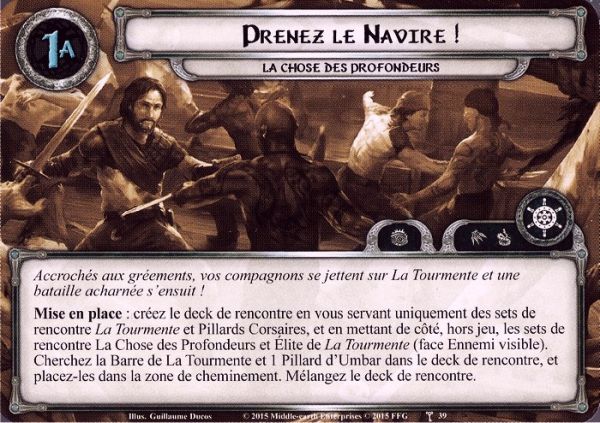 1A
Prenez le Navire !
La Chose des Profondeurs
Accrochés aux gréements, vos compagnons se jettent sur La Tourmente et une
bataille acharnée s'ensuit !
Mise en place : créez le deck de rencontre en vous servant uniquement des sets de
rencontre La Tourmente et Pillards Corsaires, et en mettant de côté, hors jeu, les sets de
rencontre La Chose des Profondeurs et Élite de La Tourmente (face Ennemi visible).
Cherchez la Barre de La Tourmente et 1 Pillard d'Umbar dans le deck de rencontre, et
placez-les dans la zone de cheminement. Mélangez le deck de rencontre.
Illus. Guillaume Ducos © 2015 Middle-earth Enterprises © 2015 FFG 39